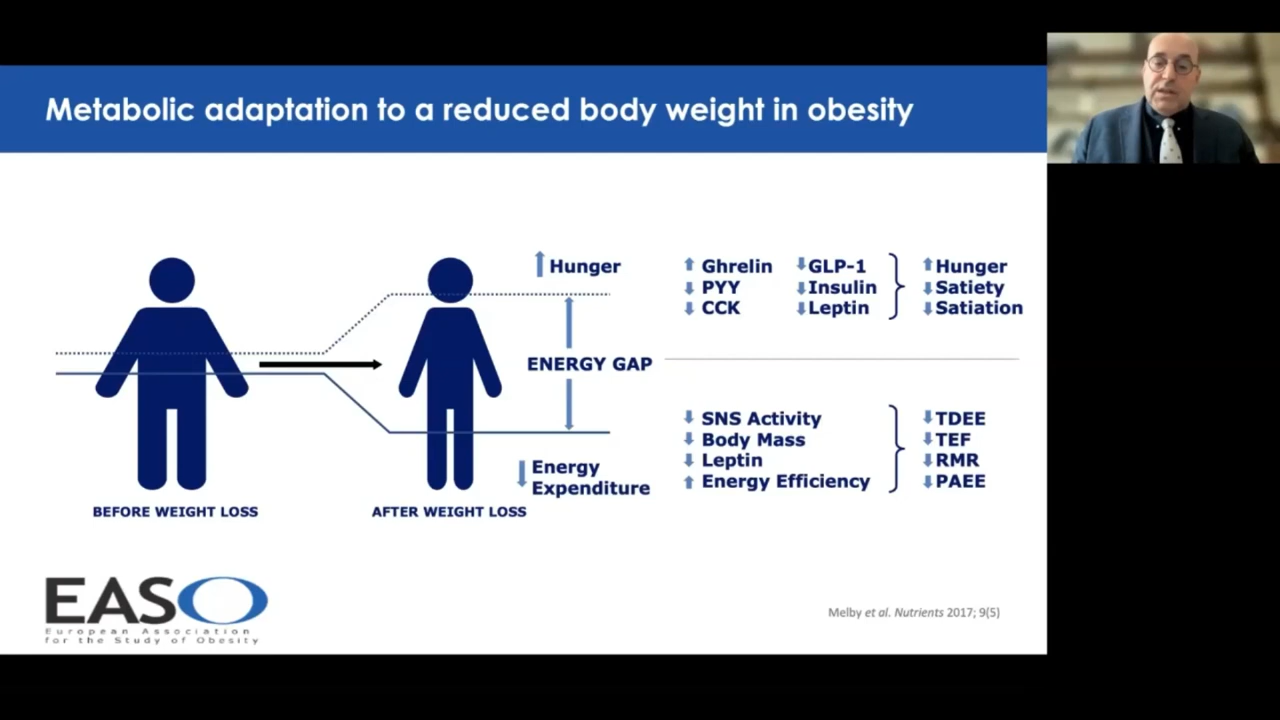 Metabolic adaptation to a reduced body weight in obesity
Hunger
ENERGY GAP
Energy
Expenditure
BEFORE WEIGHT LOSS
AFTER WEIGHT LOSS
Ghrelin GLP-1 Hunger
PYY Insulin Satiety
CCK Leptin Satiation
SNS Activity TDEE
Body Mass TEF
Leptin RMR
Energy Efficiency PAEE
EASO
European Association
for the Study of Obesity
Melby et al. Nutrients 2017; 9(5)